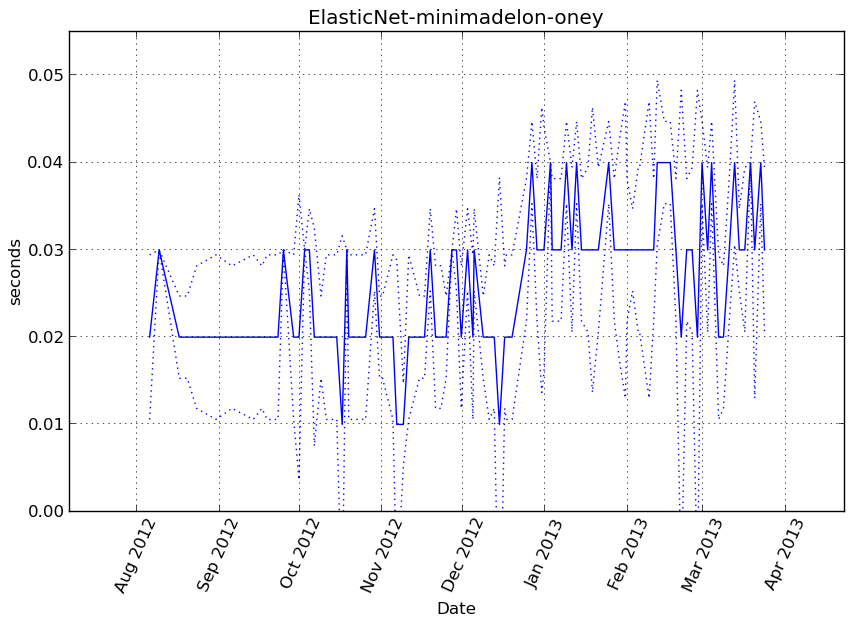 ElasticNet-minimadelon-oney
0.05
0.04
0.03
0.02
0.01
0.00
seconds
Aug 2012
Sep 2012
Oct 2012
Nov 2012
Dec 2012
Jan 2013
Feb 2013
Mar 2013
Apr 2013
Date